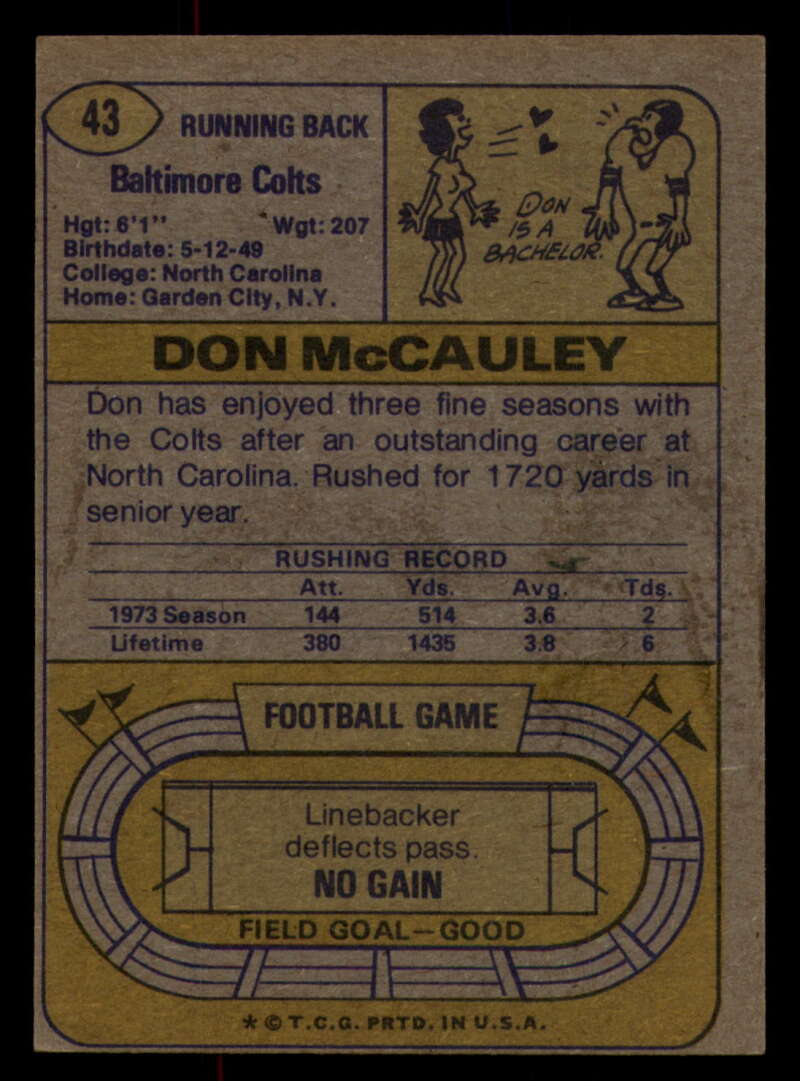 43
RUNNING BACK
Baltimore Colts
Hgt: 6'1" Wgt: 207
Birthdate: 5-12-49
College: North Carolina
Home: Garden City, N.Y.
DON
IS A
BACHELOR.
DON McCAULEY
Don has enjoyed three fine seasons with
the Colts after an outstanding career at
North Carolina. Rushed for 1720 yards in
senior year.
RUSHING RECORD
Att. Yds. Avg. Tds.
1973 Season 144 514 3.6 2
Lifetime 380 1435 3.8 6
FOOTBALL GAME
Linebacker
deflects pass.
NO GAIN
FIELD GOAL—GOOD
* © T.C.G. PRTD. IN U.S.A.